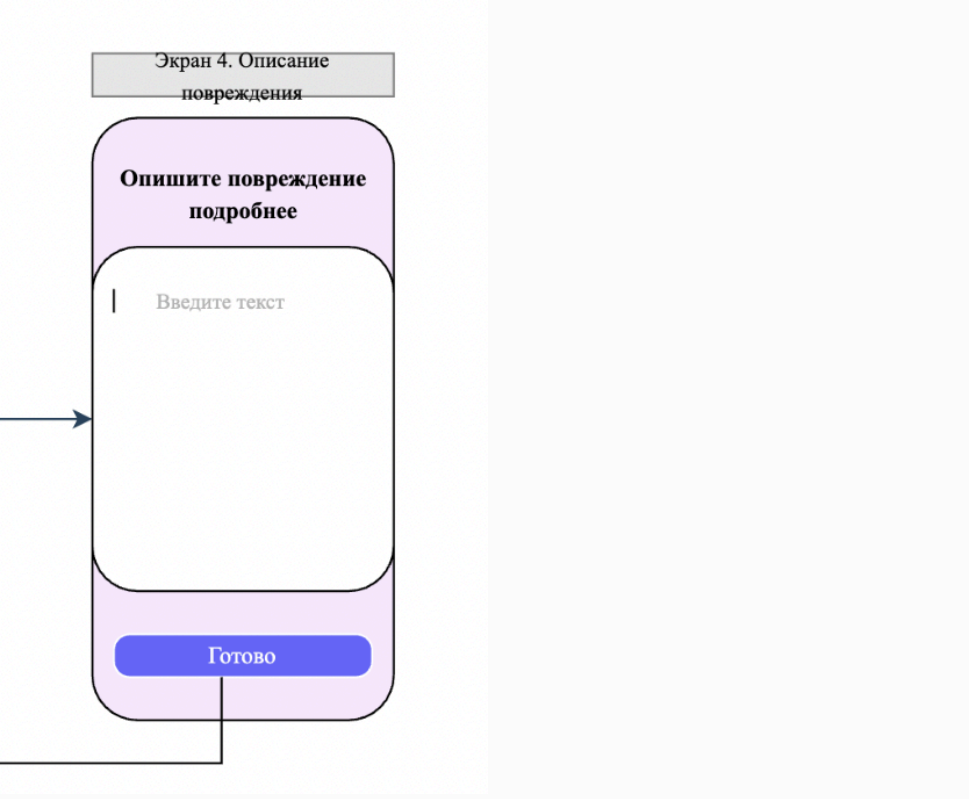 Экран 4. Описание
повреждения
Опишите повреждение
подробнее
Введите текст
Готово